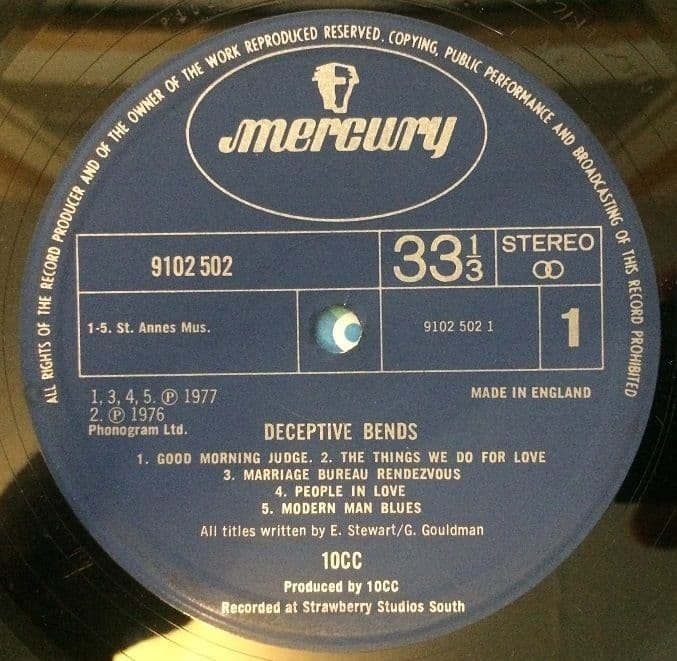 ALL RIGHTS OF THE RECORD PRODUCER AND OF THE OWNER OF THE WORK REPRODUCED RESERVED. COPYING, PUBLIC PERFORMANCE AND BROADCASTING OF THIS RECORD PROHIBITED
mercury
9102 502
33 1/3
STEREO
1-5. St. Annes Mus.
9102 502 1
1
1, 3, 4, 5. ℗ 1977
2. ℗ 1976
Phonogram Ltd.
MADE IN ENGLAND
DECEPTIVE BENDS
1. GOOD MORNING JUDGE. 2. THE THINGS WE DO FOR LOVE
3. MARRIAGE BUREAU RENDEZVOUS
4. PEOPLE IN LOVE
5. MODERN MAN BLUES
All titles written by E. Stewart/G. Gouldman
10CC
Produced by 10CC
Recorded at Strawberry Studios South